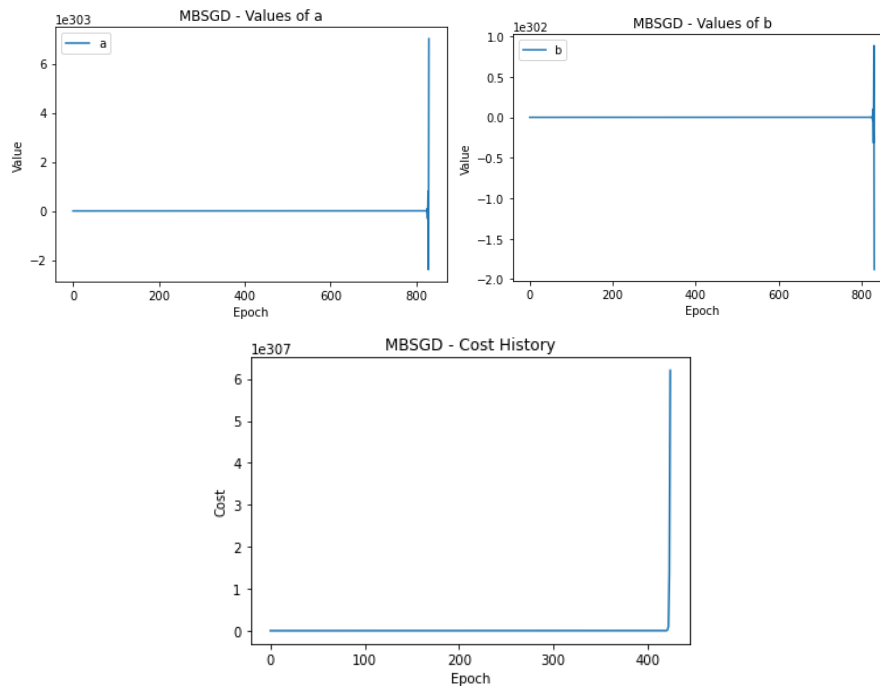 1e303
MBSGD - Values of a
a
6
4
2
0
−2
Value
0 200 400 600 800
Epoch
1e302
MBSGD - Values of b
b
1.0
0.5
0.0
−0.5
−1.0
−1.5
−2.0
Value
0 200 400 600 800
Epoch
1e307
MBSGD - Cost History
6
5
4
3
2
1
0
Cost
0 100 200 300 400
Epoch